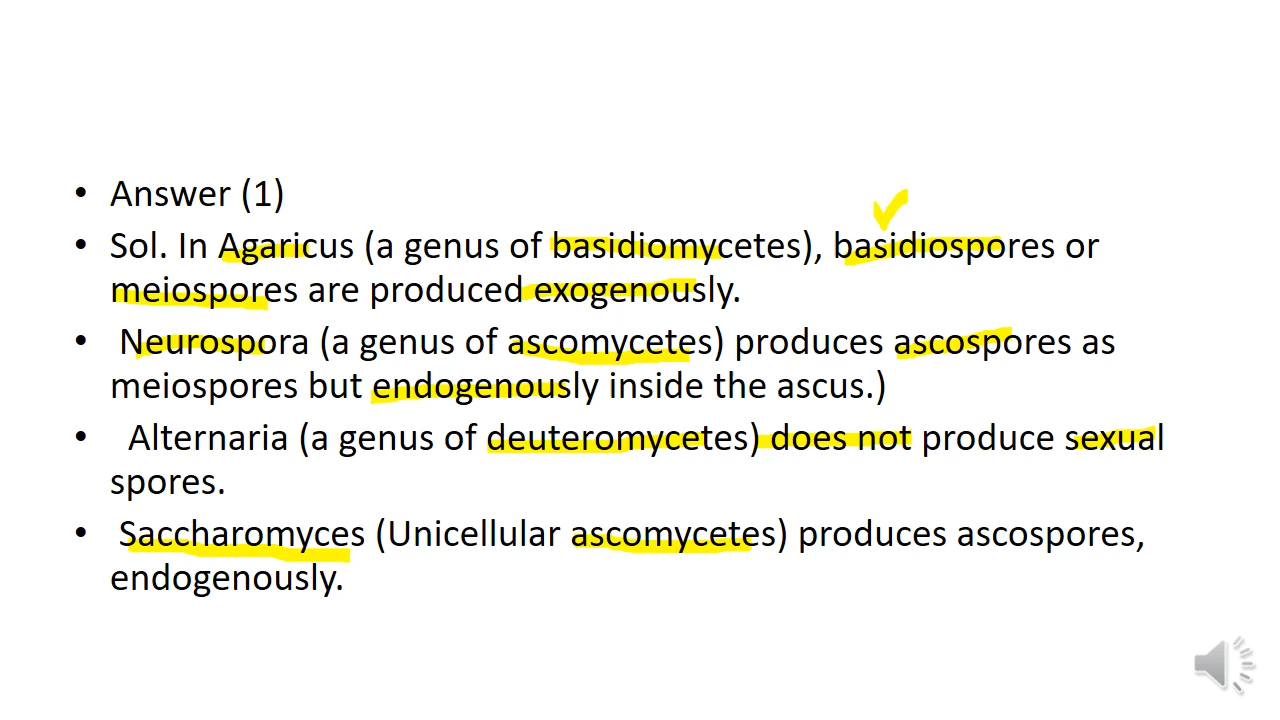 • Answer (1)
• Sol. In Agaricus (a genus of basidiomycetes), basidiospores or
meiospores are produced exogenously.
• Neurospora (a genus of ascomycetes) produces ascospores as
meiospores but endogenously inside the ascus.)
• Alternaria (a genus of deuteromycetes) does not produce sexual
spores.
• Saccharomyces (Unicellular ascomycetes) produces ascospores,
endogenously.